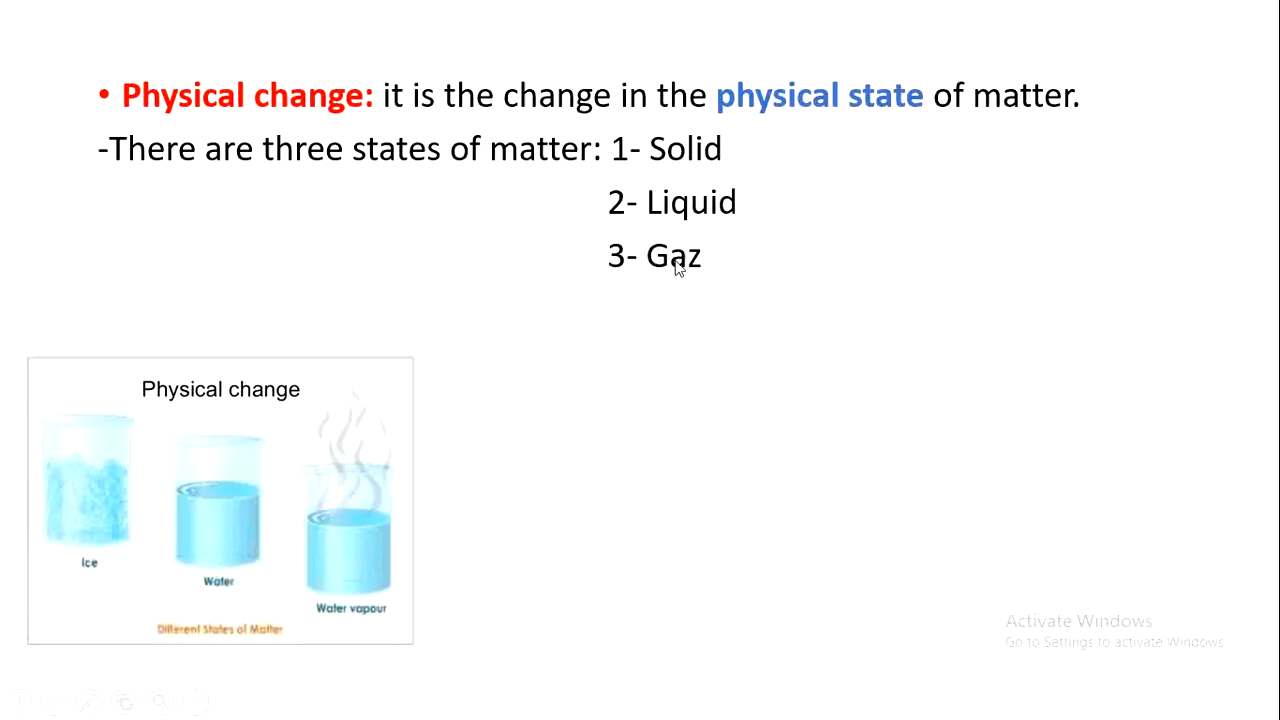 • Physical change: it is the change in the physical state of matter.
-There are three states of matter: 1- Solid
2- Liquid
3- Gaz
Physical change
Ice
Water
Water vapour
Different States of Matter
Activate Windows
Go to Settings to activate Windows.